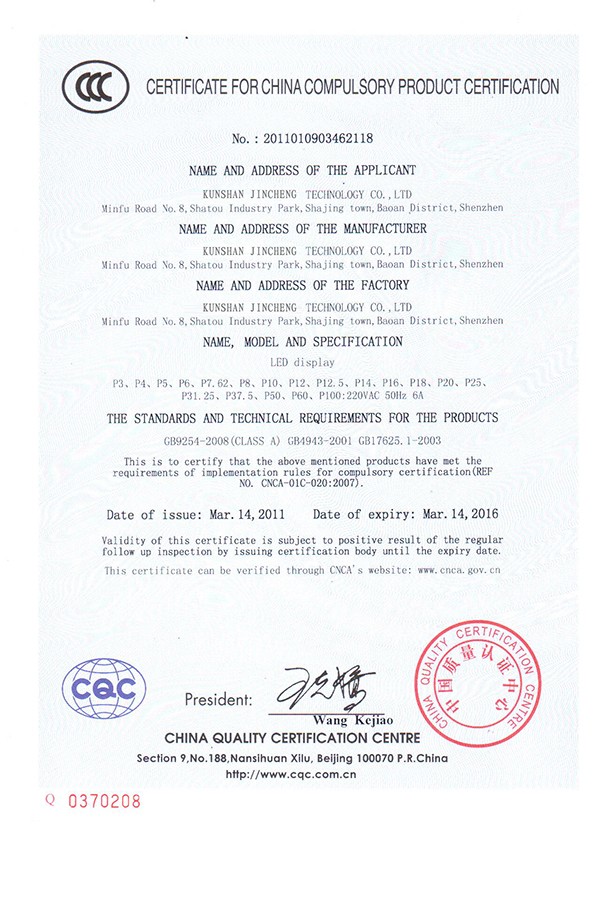 CCC
CERTIFICATE FOR CHINA COMPULSORY PRODUCT CERTIFICATION
No. : 2011010903462118
NAME AND ADDRESS OF THE APPLICANT
KUNSHAN JINCHENG TECHNOLOGY CO.,LTD
Minfu Road No.8,Shatou Industry Park,Shajing town,Baoan District,Shenzhen
NAME AND ADDRESS OF THE MANUFACTURER
KUNSHAN JINCHENG TECHNOLOGY CO.,LTD
Minfu Road No.8,Shatou Industry Park,Shajing town,Baoan District,Shenzhen
NAME AND ADDRESS OF THE FACTORY
KUNSHAN JINCHENG TECHNOLOGY CO.,LTD
Minfu Road No.8,Shatou Industry Park,Shajing town,Baoan District,Shenzhen
NAME, MODEL AND SPECIFICATION
LED display
P3、P4、P5、P6、P7.62、P8、P10、P12、P12.5、P14、P16、P18、P20、P25、
P31.25、P37.5、P50、P60、P100:220VAC 50Hz 6A
THE STANDARDS AND TECHNICAL REQUIREMENTS FOR THE PRODUCTS
GB9254-2008(CLASS A) GB4943-2001 GB17625.1-2003
This is to certify that the above mentioned products have met the
requirements of implementation rules for compulsory certification(REF
NO. CNCA-01C-020:2007).
Date of issue: Mar.14,2011 Date of expiry: Mar.14,2016
Validity of this certificate is subject to positive result of the regular
follow up inspection by issuing certification body until the expiry date.
This certificate can be verified through CNCA's website: www.cnca.gov.cn
CQC
President:
Wang Kejiao
CHINA QUALITY CERTIFICATION CENTRE
中国质量认证中心
CHINA QUALITY CERTIFICATION CENTRE
Section 9,No.188,Nansihuan Xilu, Beijing 100070 P.R.China
http://www.cqc.com.cn
Q 0370208